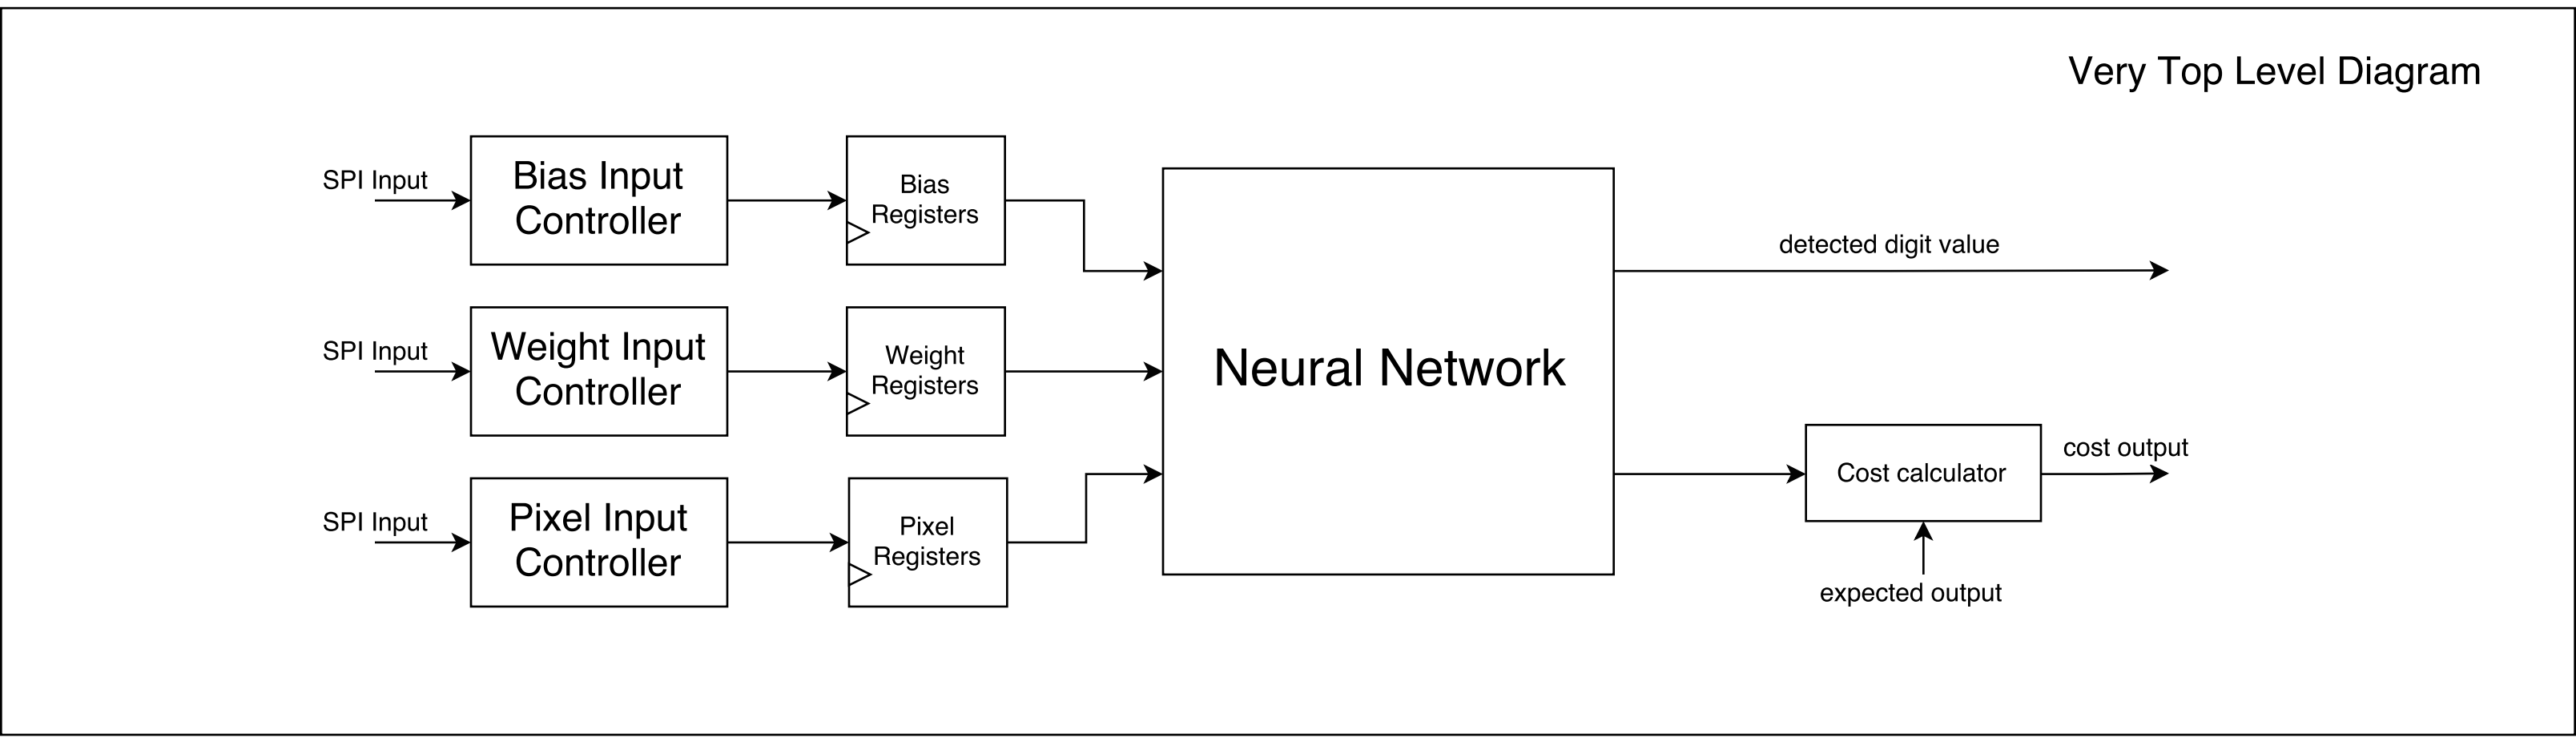 Very Top Level Diagram
SPI Input
Bias Input
Controller
Bias
Registers
SPI Input
Weight Input
Controller
Weight
Registers
SPI Input
Pixel Input
Controller
Pixel
Registers
Neural Network
detected digit value
Cost calculator
cost output
expected output